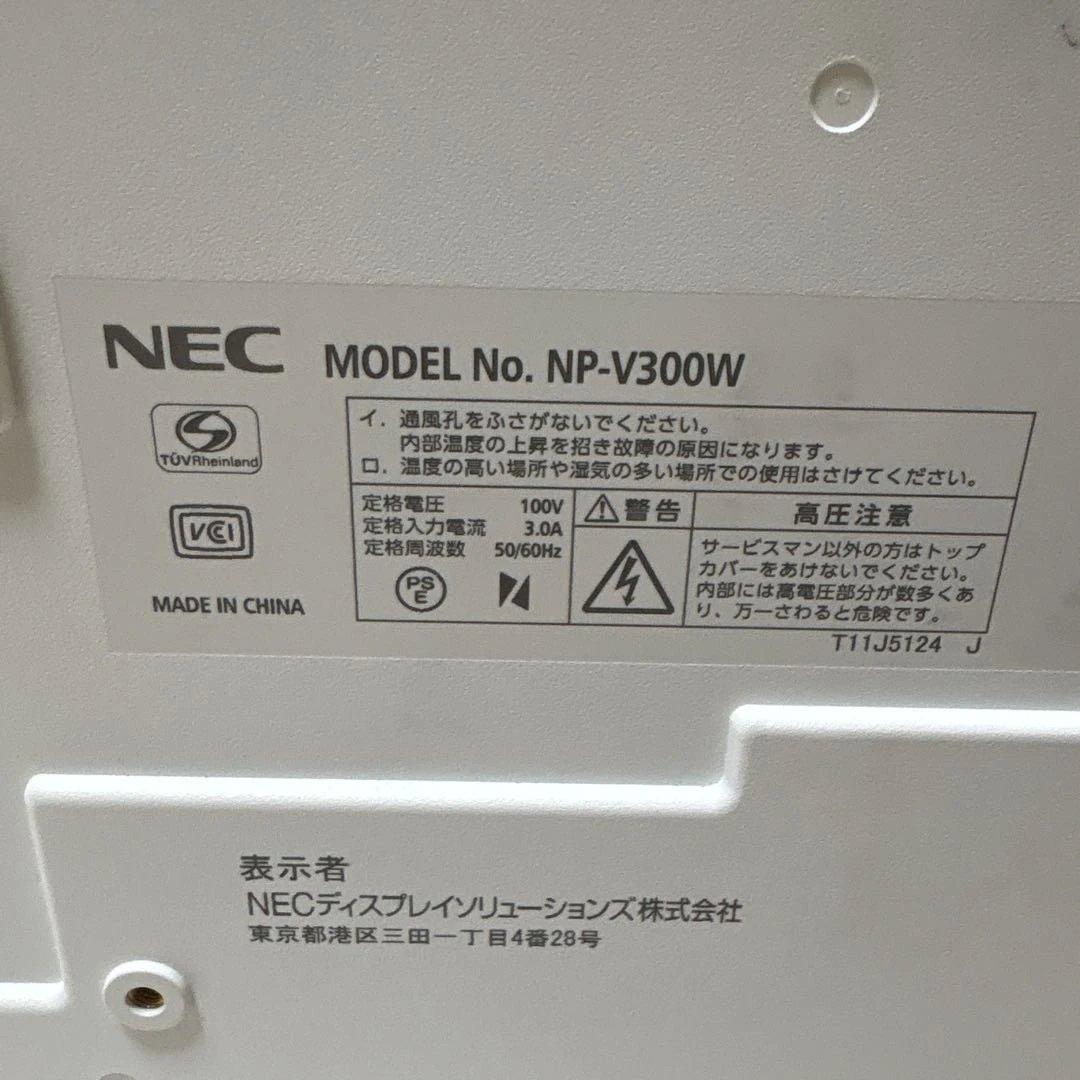 NEC MODEL No. NP-V300W
TÜVRheinland
VCCI
MADE IN CHINA
イ．通風孔をふさがないでください。
内部温度の上昇を招き故障の原因になります。
ロ．温度の高い場所や湿気の多い場所での使用はさけてください。
定格電圧 100V
定格入力電流 3.0A
定格周波数 50/60Hz
PS
E
警告
高圧注意
サービスマン以外の方はトップ
カバーをあけないでください。
内部には高電圧部分が数多くあ
り、万一さわると危険です。
T11J5124 J
表示者
NECディスプレイソリューションズ株式会社
東京都港区三田一丁目4番28号